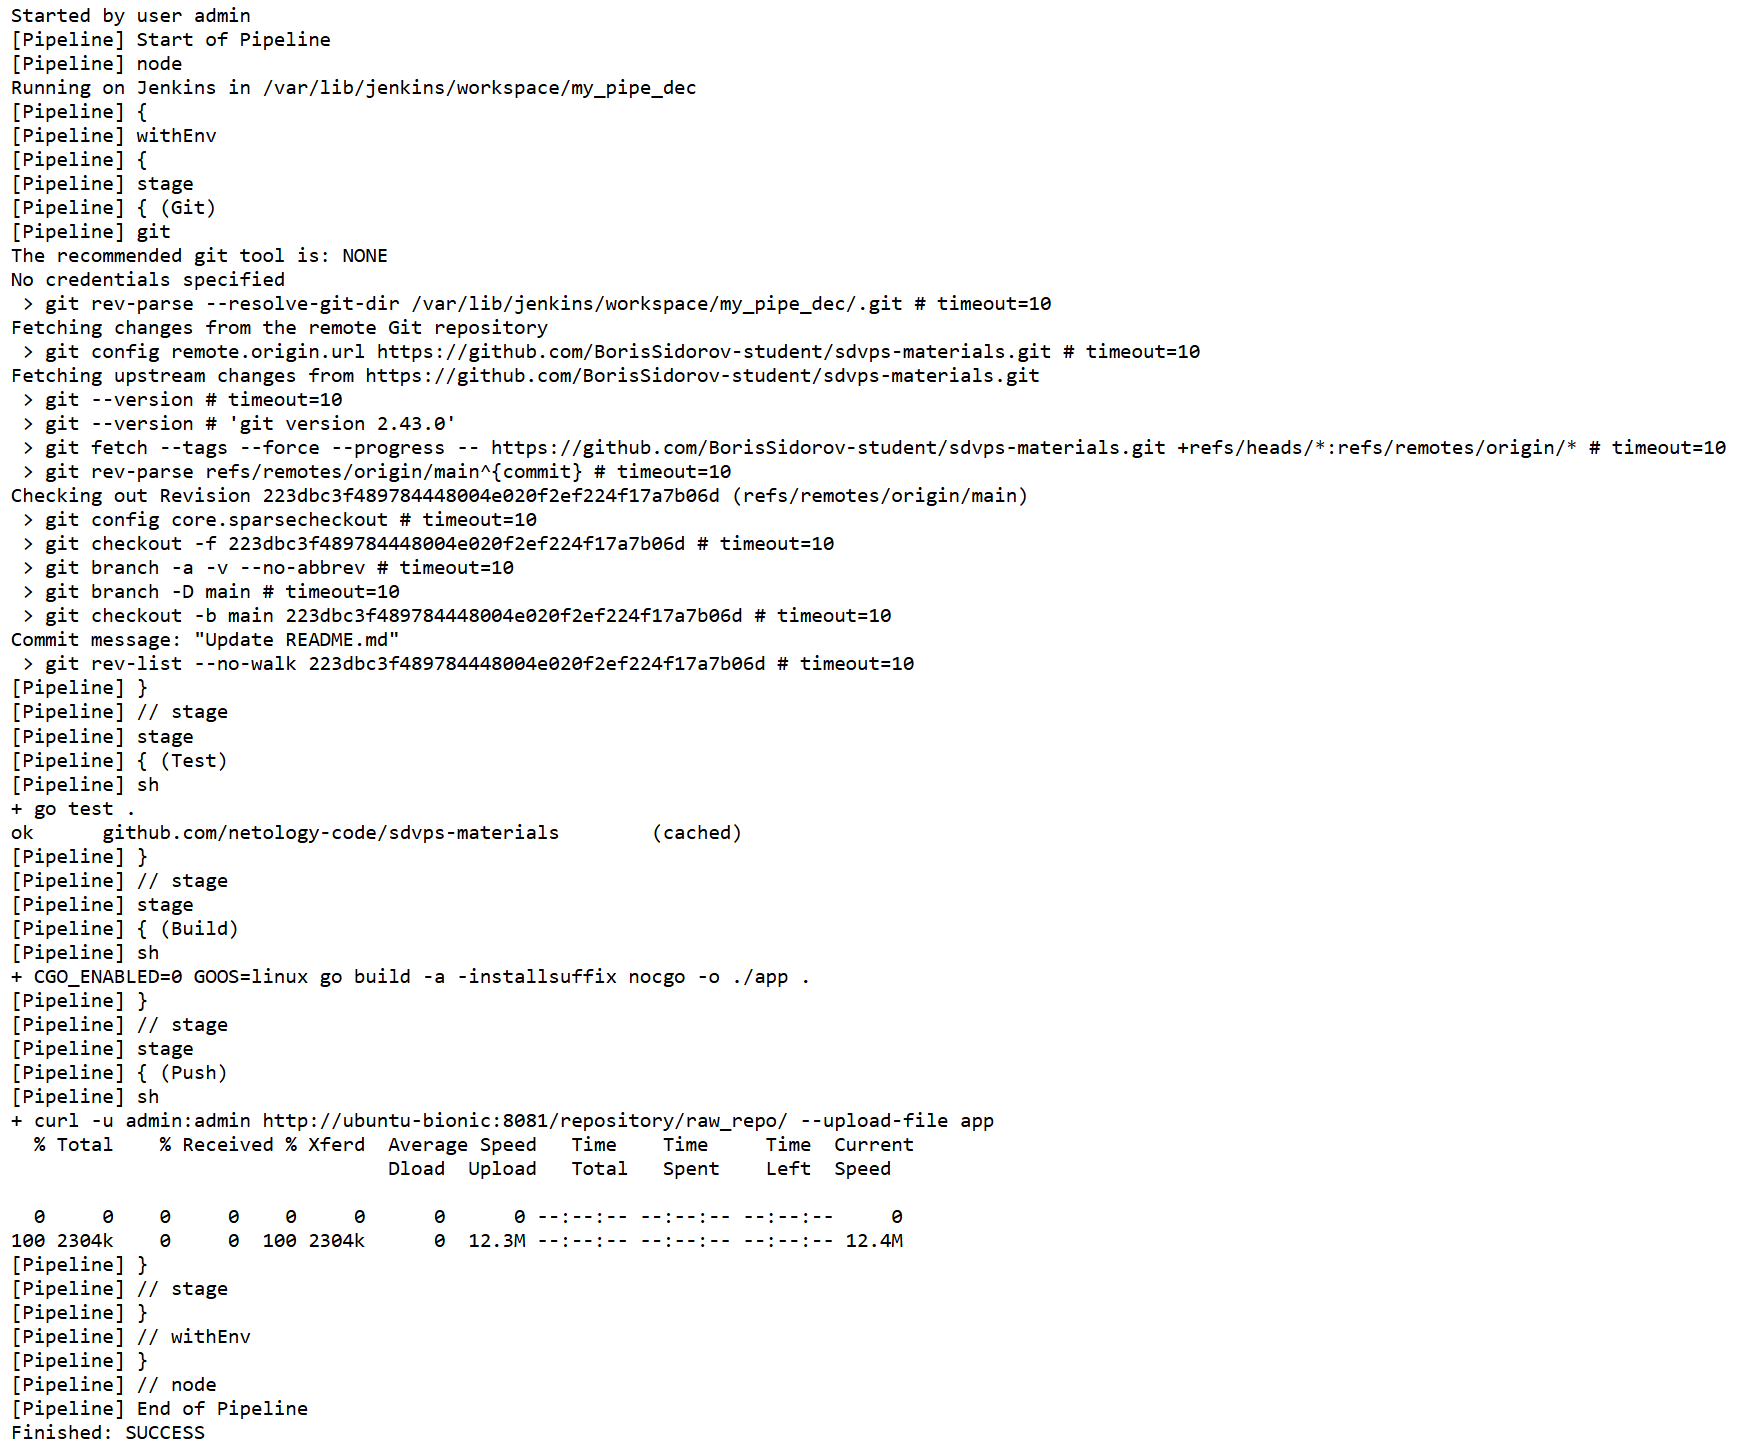 Started by user admin
[Pipeline] Start of Pipeline
[Pipeline] node
Running on Jenkins in /var/lib/jenkins/workspace/my_pipe_dec
[Pipeline] {
[Pipeline] withEnv
[Pipeline] {
[Pipeline] stage
[Pipeline] { (Git)
[Pipeline] git
The recommended git tool is: NONE
No credentials specified
 > git rev-parse --resolve-git-dir /var/lib/jenkins/workspace/my_pipe_dec/.git # timeout=10
Fetching changes from the remote Git repository
 > git config remote.origin.url https://github.com/BorisSidorov-student/sdvps-materials.git # timeout=10
Fetching upstream changes from https://github.com/BorisSidorov-student/sdvps-materials.git
 > git --version # timeout=10
 > git --version # 'git version 2.43.0'
 > git fetch --tags --force --progress -- https://github.com/BorisSidorov-student/sdvps-materials.git +refs/heads/*:refs/remotes/origin/* # timeout=10
 > git rev-parse refs/remotes/origin/main^{commit} # timeout=10
Checking out Revision 223dbc3f489784448004e020f2ef224f17a7b06d (refs/remotes/origin/main)
 > git config core.sparsecheckout # timeout=10
 > git checkout -f 223dbc3f489784448004e020f2ef224f17a7b06d # timeout=10
 > git branch -a -v --no-abbrev # timeout=10
 > git branch -D main # timeout=10
 > git checkout -b main 223dbc3f489784448004e020f2ef224f17a7b06d # timeout=10
Commit message: "Update README.md"
 > git rev-list --no-walk 223dbc3f489784448004e020f2ef224f17a7b06d # timeout=10
[Pipeline] }
[Pipeline] // stage
[Pipeline] stage
[Pipeline] { (Test)
[Pipeline] sh
+ go test .
ok      github.com/netology-code/sdvps-materials        (cached)
[Pipeline] }
[Pipeline] // stage
[Pipeline] stage
[Pipeline] { (Build)
[Pipeline] sh
+ CGO_ENABLED=0 GOOS=linux go build -a -installsuffix nocgo -o ./app .
[Pipeline] }
[Pipeline] // stage
[Pipeline] stage
[Pipeline] { (Push)
[Pipeline] sh
+ curl -u admin:admin http://ubuntu-bionic:8081/repository/raw_repo/ --upload-file app
  % Total    % Received % Xferd  Average Speed   Time    Time     Time  Current
                                 Dload  Upload   Total   Spent    Left  Speed
  0     0    0     0    0     0      0      0 --:--:-- --:--:-- --:--:--     0
100 2304k    0     0  100 2304k      0  12.3M --:--:-- --:--:-- --:--:-- 12.4M
[Pipeline] }
[Pipeline] // stage
[Pipeline] }
[Pipeline] // withEnv
[Pipeline] }
[Pipeline] // node
[Pipeline] End of Pipeline
Finished: SUCCESS